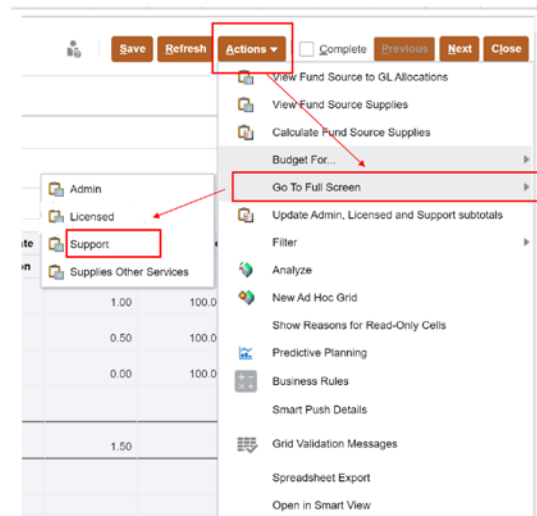 Save Refresh Actions Complete Previous Next Close
View Fund Source to GL Allocations
View Fund Source Supplies
Calculate Fund Source Supplies
Budget For...
Go To Full Screen
Update Admin, Licensed and Support subtotals
Filter
Analyze
New Ad Hoc Grid
Show Reasons for Read-Only Cells
Predictive Planning
Business Rules
Smart Push Details
Grid Validation Messages
Spreadsheet Export
Open in Smart View
Admin
Licensed
Support
Supplies Other Services
te
on
1.00 100.0
0.50 100.0
0.00 100.0
1.50